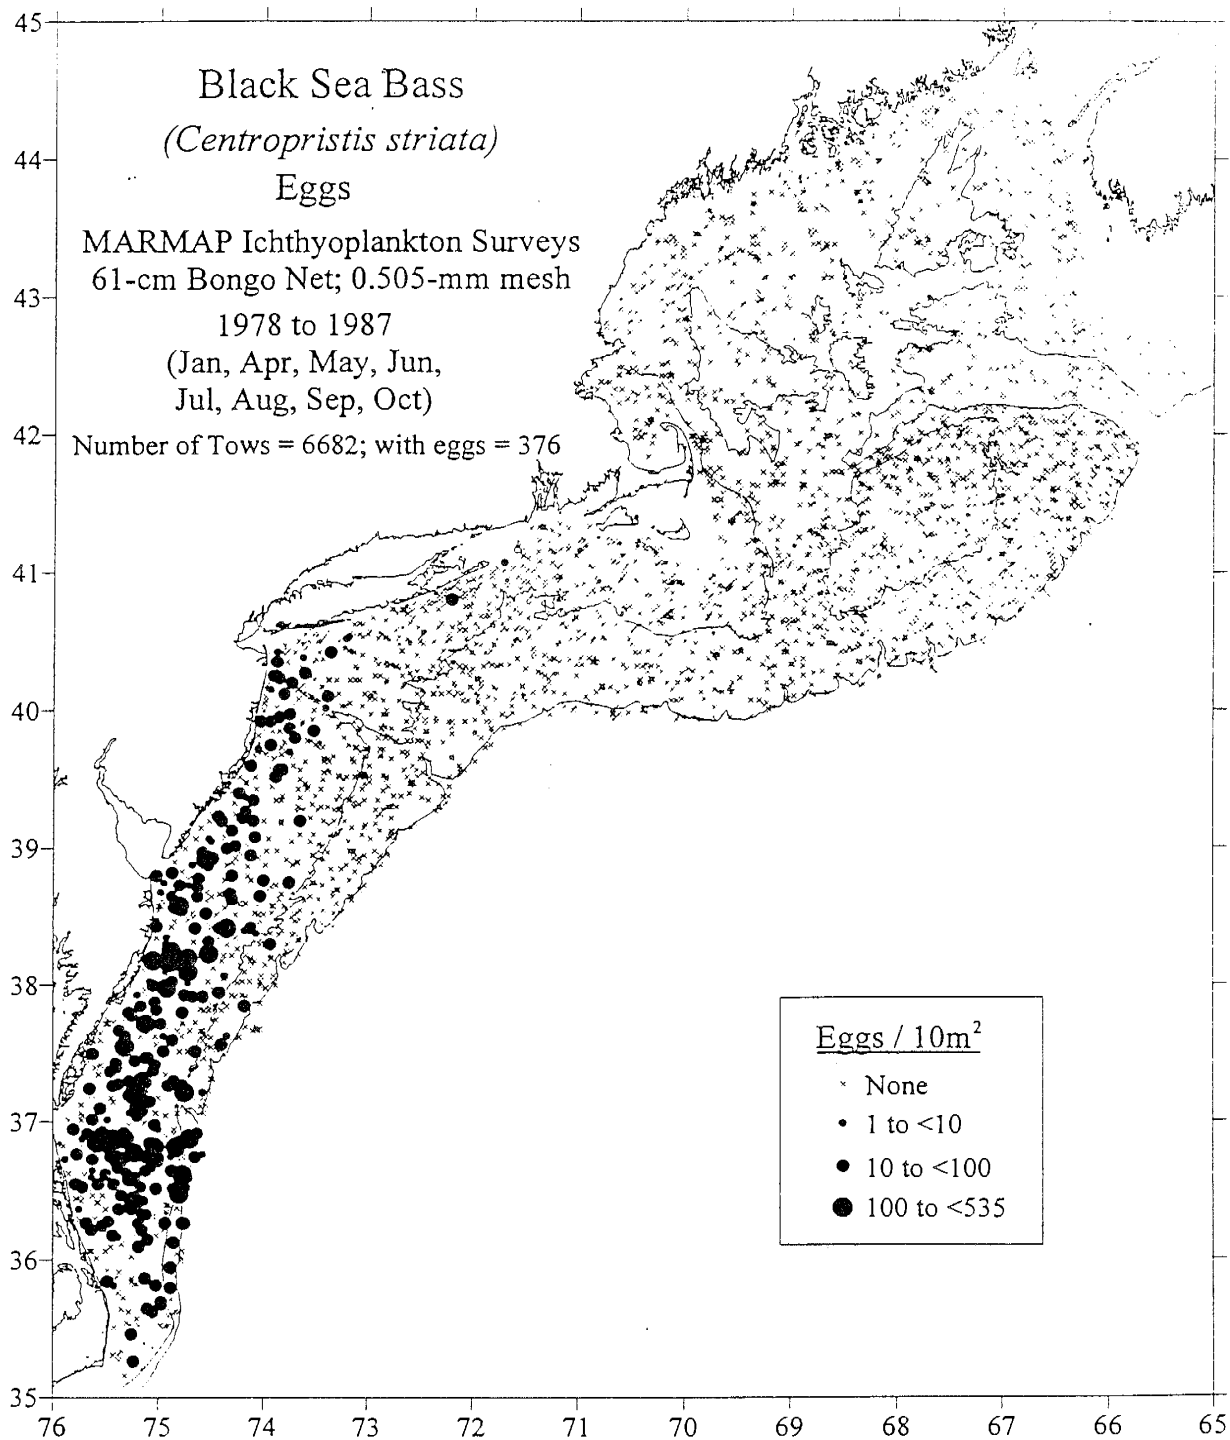 Black Sea Bass
(Centropristis striata)
Eggs
MARMAP Ichthyoplankton Surveys
61-cm Bongo Net; 0.505-mm mesh
1978 to 1987
(Jan, Apr, May, Jun,
Jul, Aug, Sep, Oct)
Number of Tows = 6682; with eggs = 376
45
44
43
42
41
40
39
38
37
36
35
Eggs / 10m²
None
1 to <10
10 to <100
100 to <535
76 75 74 73 72 71 70 69 68 67 66 65